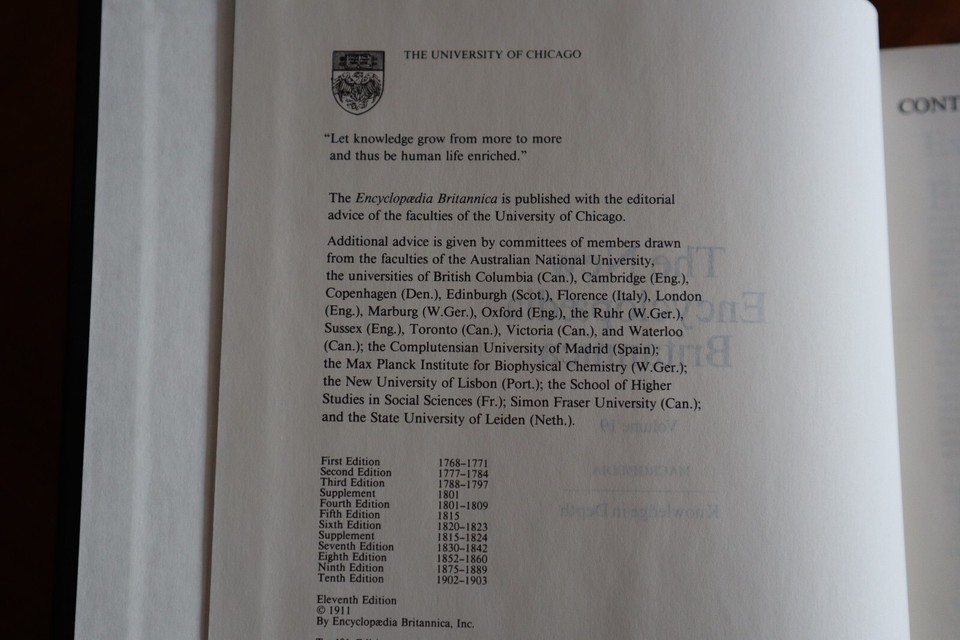 THE UNIVERSITY OF CHICAGO
“Let knowledge grow from more to more
and thus be human life enriched.”
The Encyclopædia Britannica is published with the editorial
advice of the faculties of the University of Chicago.
Additional advice is given by committees of members drawn
from the faculties of the Australian National University,
the universities of British Columbia (Can.), Cambridge (Eng.),
Copenhagen (Den.), Edinburgh (Scot.), Florence (Italy), London
(Eng.), Marburg (W.Ger.), Oxford (Eng.), the Ruhr (W.Ger.),
Sussex (Eng.), Toronto (Can.), Victoria (Can.), and Waterloo
(Can.); the Complutensian University of Madrid (Spain);
the Max Planck Institute for Biophysical Chemistry (W.Ger.);
the New University of Lisbon (Port.); the School of Higher
Studies in Social Sciences (Fr.); Simon Fraser University (Can.);
and the State University of Leiden (Neth.).
First Edition 1768–1771
Second Edition 1777–1784
Third Edition 1788–1797
Supplement 1801
Fourth Edition 1801–1809
Fifth Edition 1815
Sixth Edition 1820–1823
Supplement 1815–1824
Seventh Edition 1830–1842
Eighth Edition 1852–1860
Ninth Edition 1875–1889
Tenth Edition 1902–1903
Eleventh Edition
© 1911
By Encyclopædia Britannica, Inc.
CONT